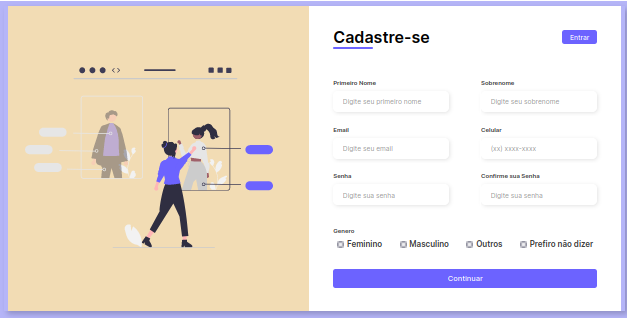 Cadastre-se
Entrar
Primeiro Nome
Sobrenome
Digite seu primeiro nome
Digite seu sobrenome
Email
Celular
Digite seu email
(xx) xxxx-xxxx
Senha
Confirme sua Senha
Digite sua senha
Digite sua senha
Genero
Feminino Masculino Outros Prefiro não dizer
Continuar